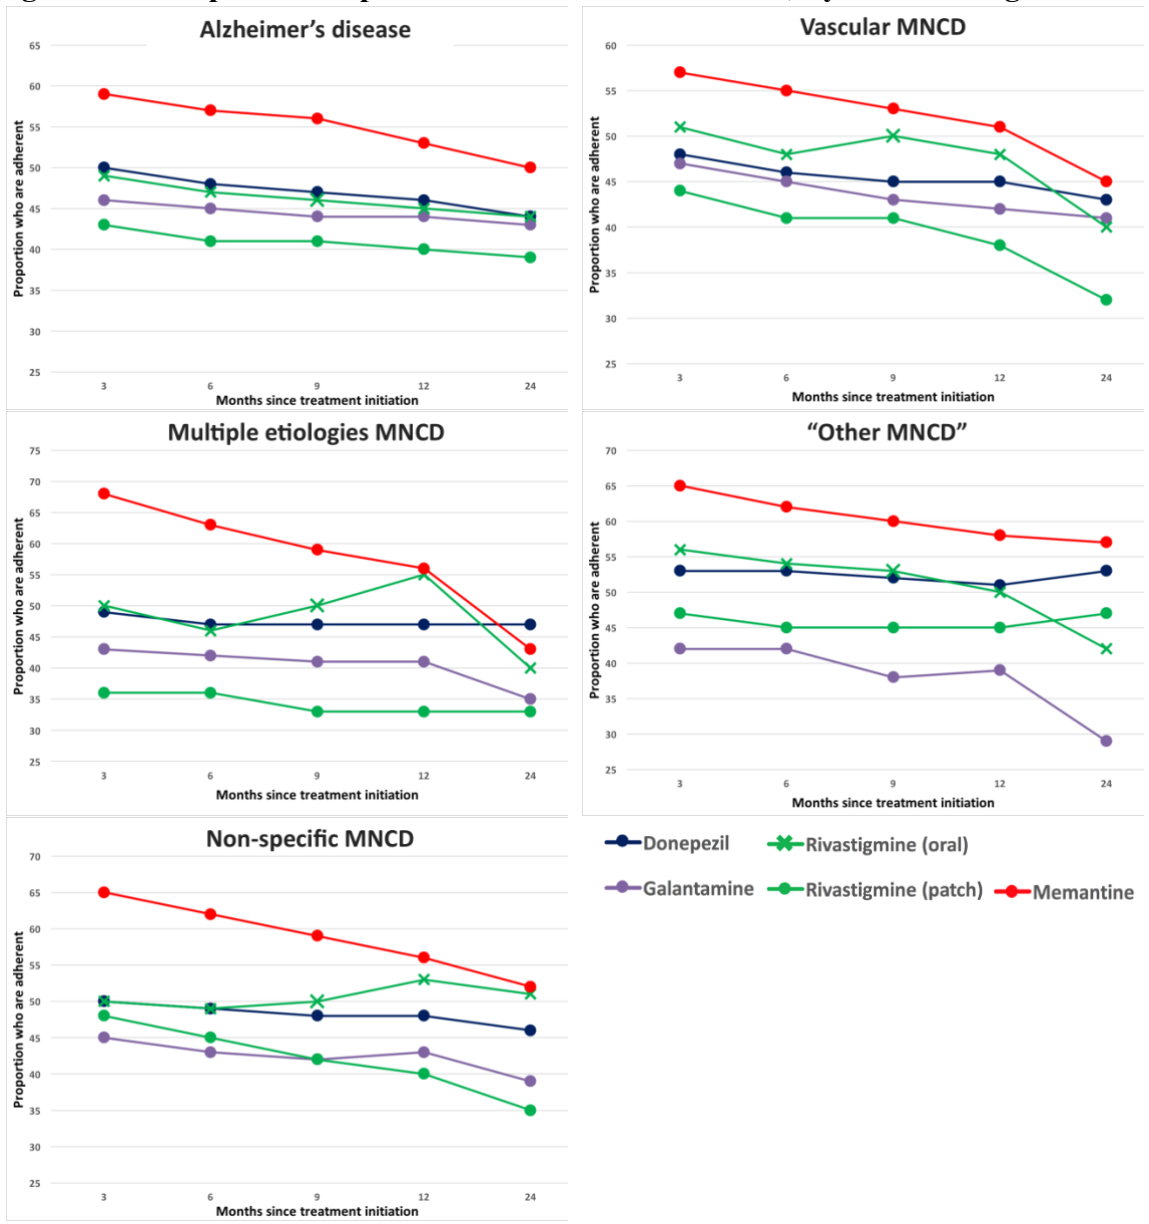 Alzheimer's disease
65
60
55
50
45
40
35
30
25
Proportion who are adherent
3 6 9 12 24
Months since treatment initiation
Vascular MNCD
60
55
50
45
40
35
30
25
Proportion who are adherent
3 6 9 12 24
Months since treatment initiation
Multiple etiologies MNCD
75
70
65
60
55
50
45
40
35
30
25
Proportion who are adherent
3 6 9 12 24
Months since treatment initiation
“Other MNCD”
70
65
60
55
50
45
40
35
30
25
Proportion who are adherent
3 6 9 12 24
Months since treatment initiation
Non-specific MNCD
70
65
60
55
50
45
40
35
30
25
Proportion who are adherent
3 6 9 12 24
Months since treatment initiation
Donepezil Rivastigmine (oral)
Galantamine Rivastigmine (patch) Memantine